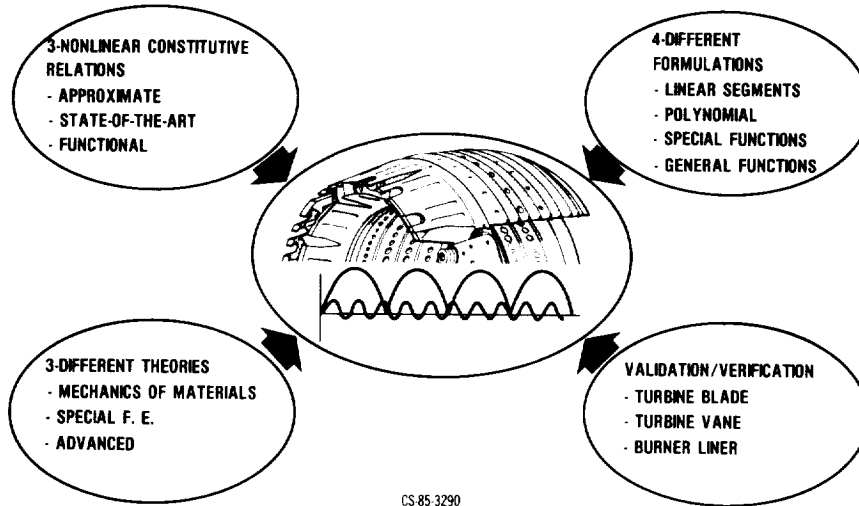 3-NONLINEAR CONSTITUTIVE
RELATIONS
- APPROXIMATE
- STATE-OF-THE-ART
- FUNCTIONAL
4-DIFFERENT
FORMULATIONS
- LINEAR SEGMENTS
- POLYNOMIAL
- SPECIAL FUNCTIONS
- GENERAL FUNCTIONS
3-DIFFERENT THEORIES
- MECHANICS OF MATERIALS
- SPECIAL F. E.
- ADVANCED
VALIDATION/VERIFICATION
- TURBINE BLADE
- TURBINE VANE
- BURNER LINER
CS-85-3290